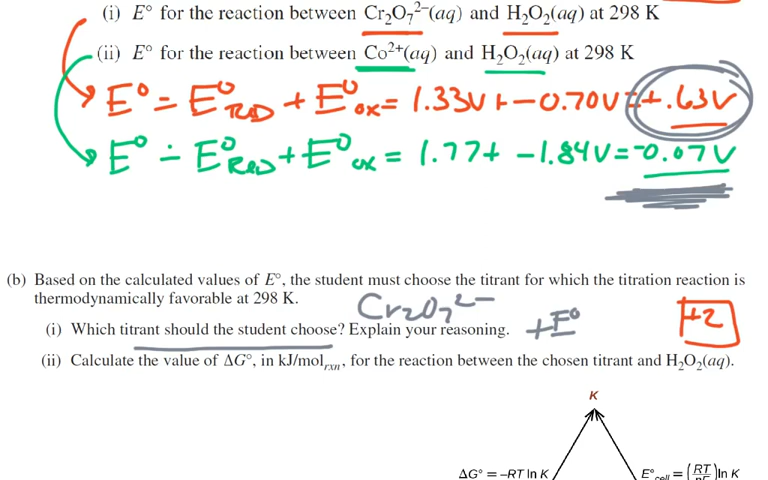 (i) E° for the reaction between Cr₂O₇²⁻(aq) and H₂O₂(aq) at 298 K
(ii) E° for the reaction between Co²⁺(aq) and H₂O₂(aq) at 298 K
E° = E°RED + E°ox = 1.33V + -0.70V = +.63V
E° = E°RED + E°ox = 1.77 + -1.84V = -0.07V
(b) Based on the calculated values of E°, the student must choose the titrant for which the titration reaction is
thermodynamically favorable at 298 K.
Cr₂O₇²⁻
(i) Which titrant should the student choose? Explain your reasoning. +E° +2
(ii) Calculate the value of ΔG°, in kJ/molrxn, for the reaction between the chosen titrant and H₂O₂(aq).
K
ΔG° = –RT ln K E°cell = (RT/nF) ln K